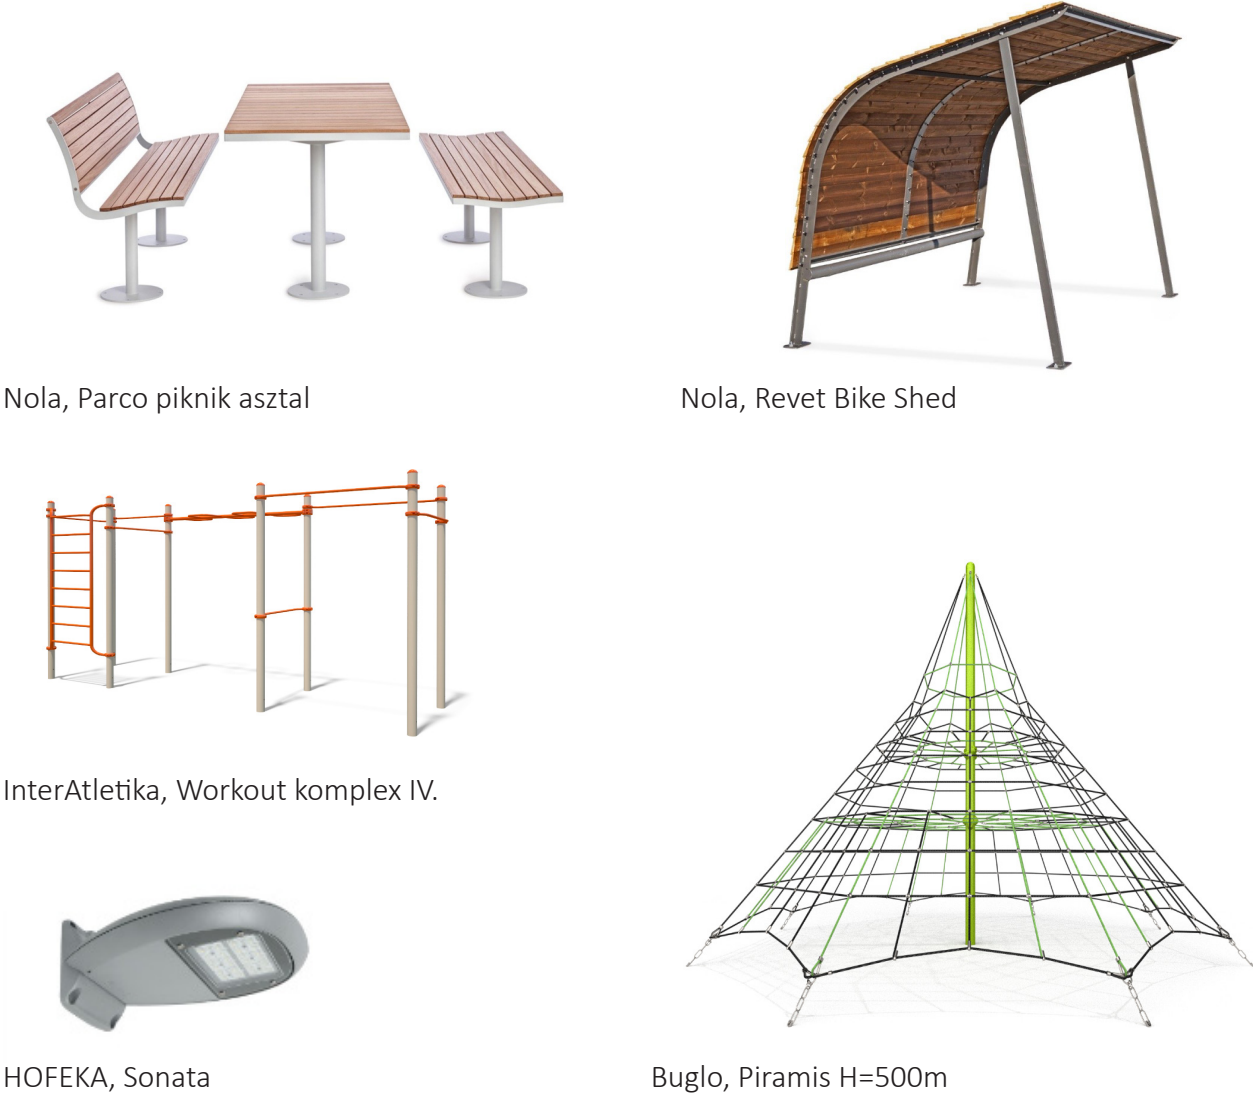 Nola, Parco piknik asztal
Nola, Revet Bike Shed
InterAtletika, Workout komplex IV.
HOFEKA, Sonata
Buglo, Piramis H=500m